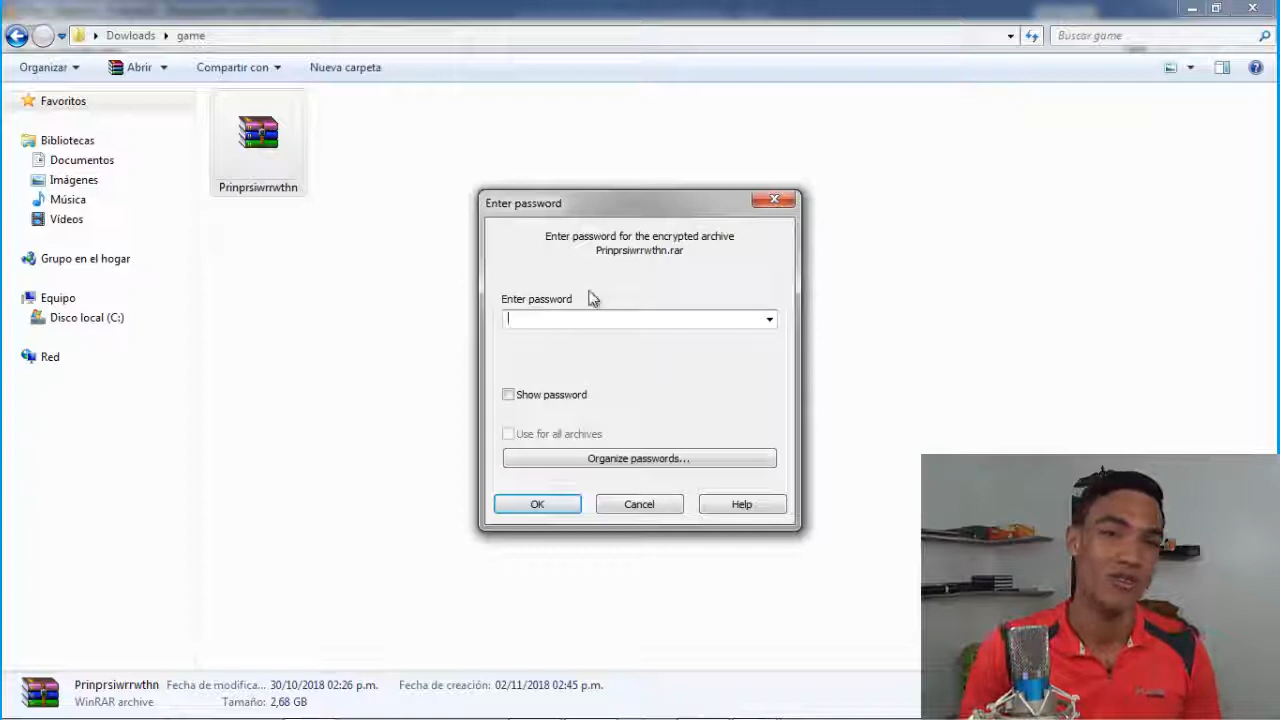 Dowloads
game
Buscar game
Organizar
Abrir
Compartir con
Nueva carpeta
Favoritos
Bibliotecas
Documentos
Imágenes
Música
Vídeos
Grupo en el hogar
Equipo
Disco local (C:)
Red
Prinprsiwrrwthn
Enter password
Enter password for the encrypted archive
Prinprsiwrrwthn.rar
Enter password
Show password
Use for all archives
Organize passwords...
OK
Cancel
Help
Prinprsiwrrwthn
Fecha de modifica... 30/10/2018 02:26 p.m.
Fecha de creación: 02/11/2018 02:45 p.m.
WinRAR archive
Tamaño: 2,68 GB